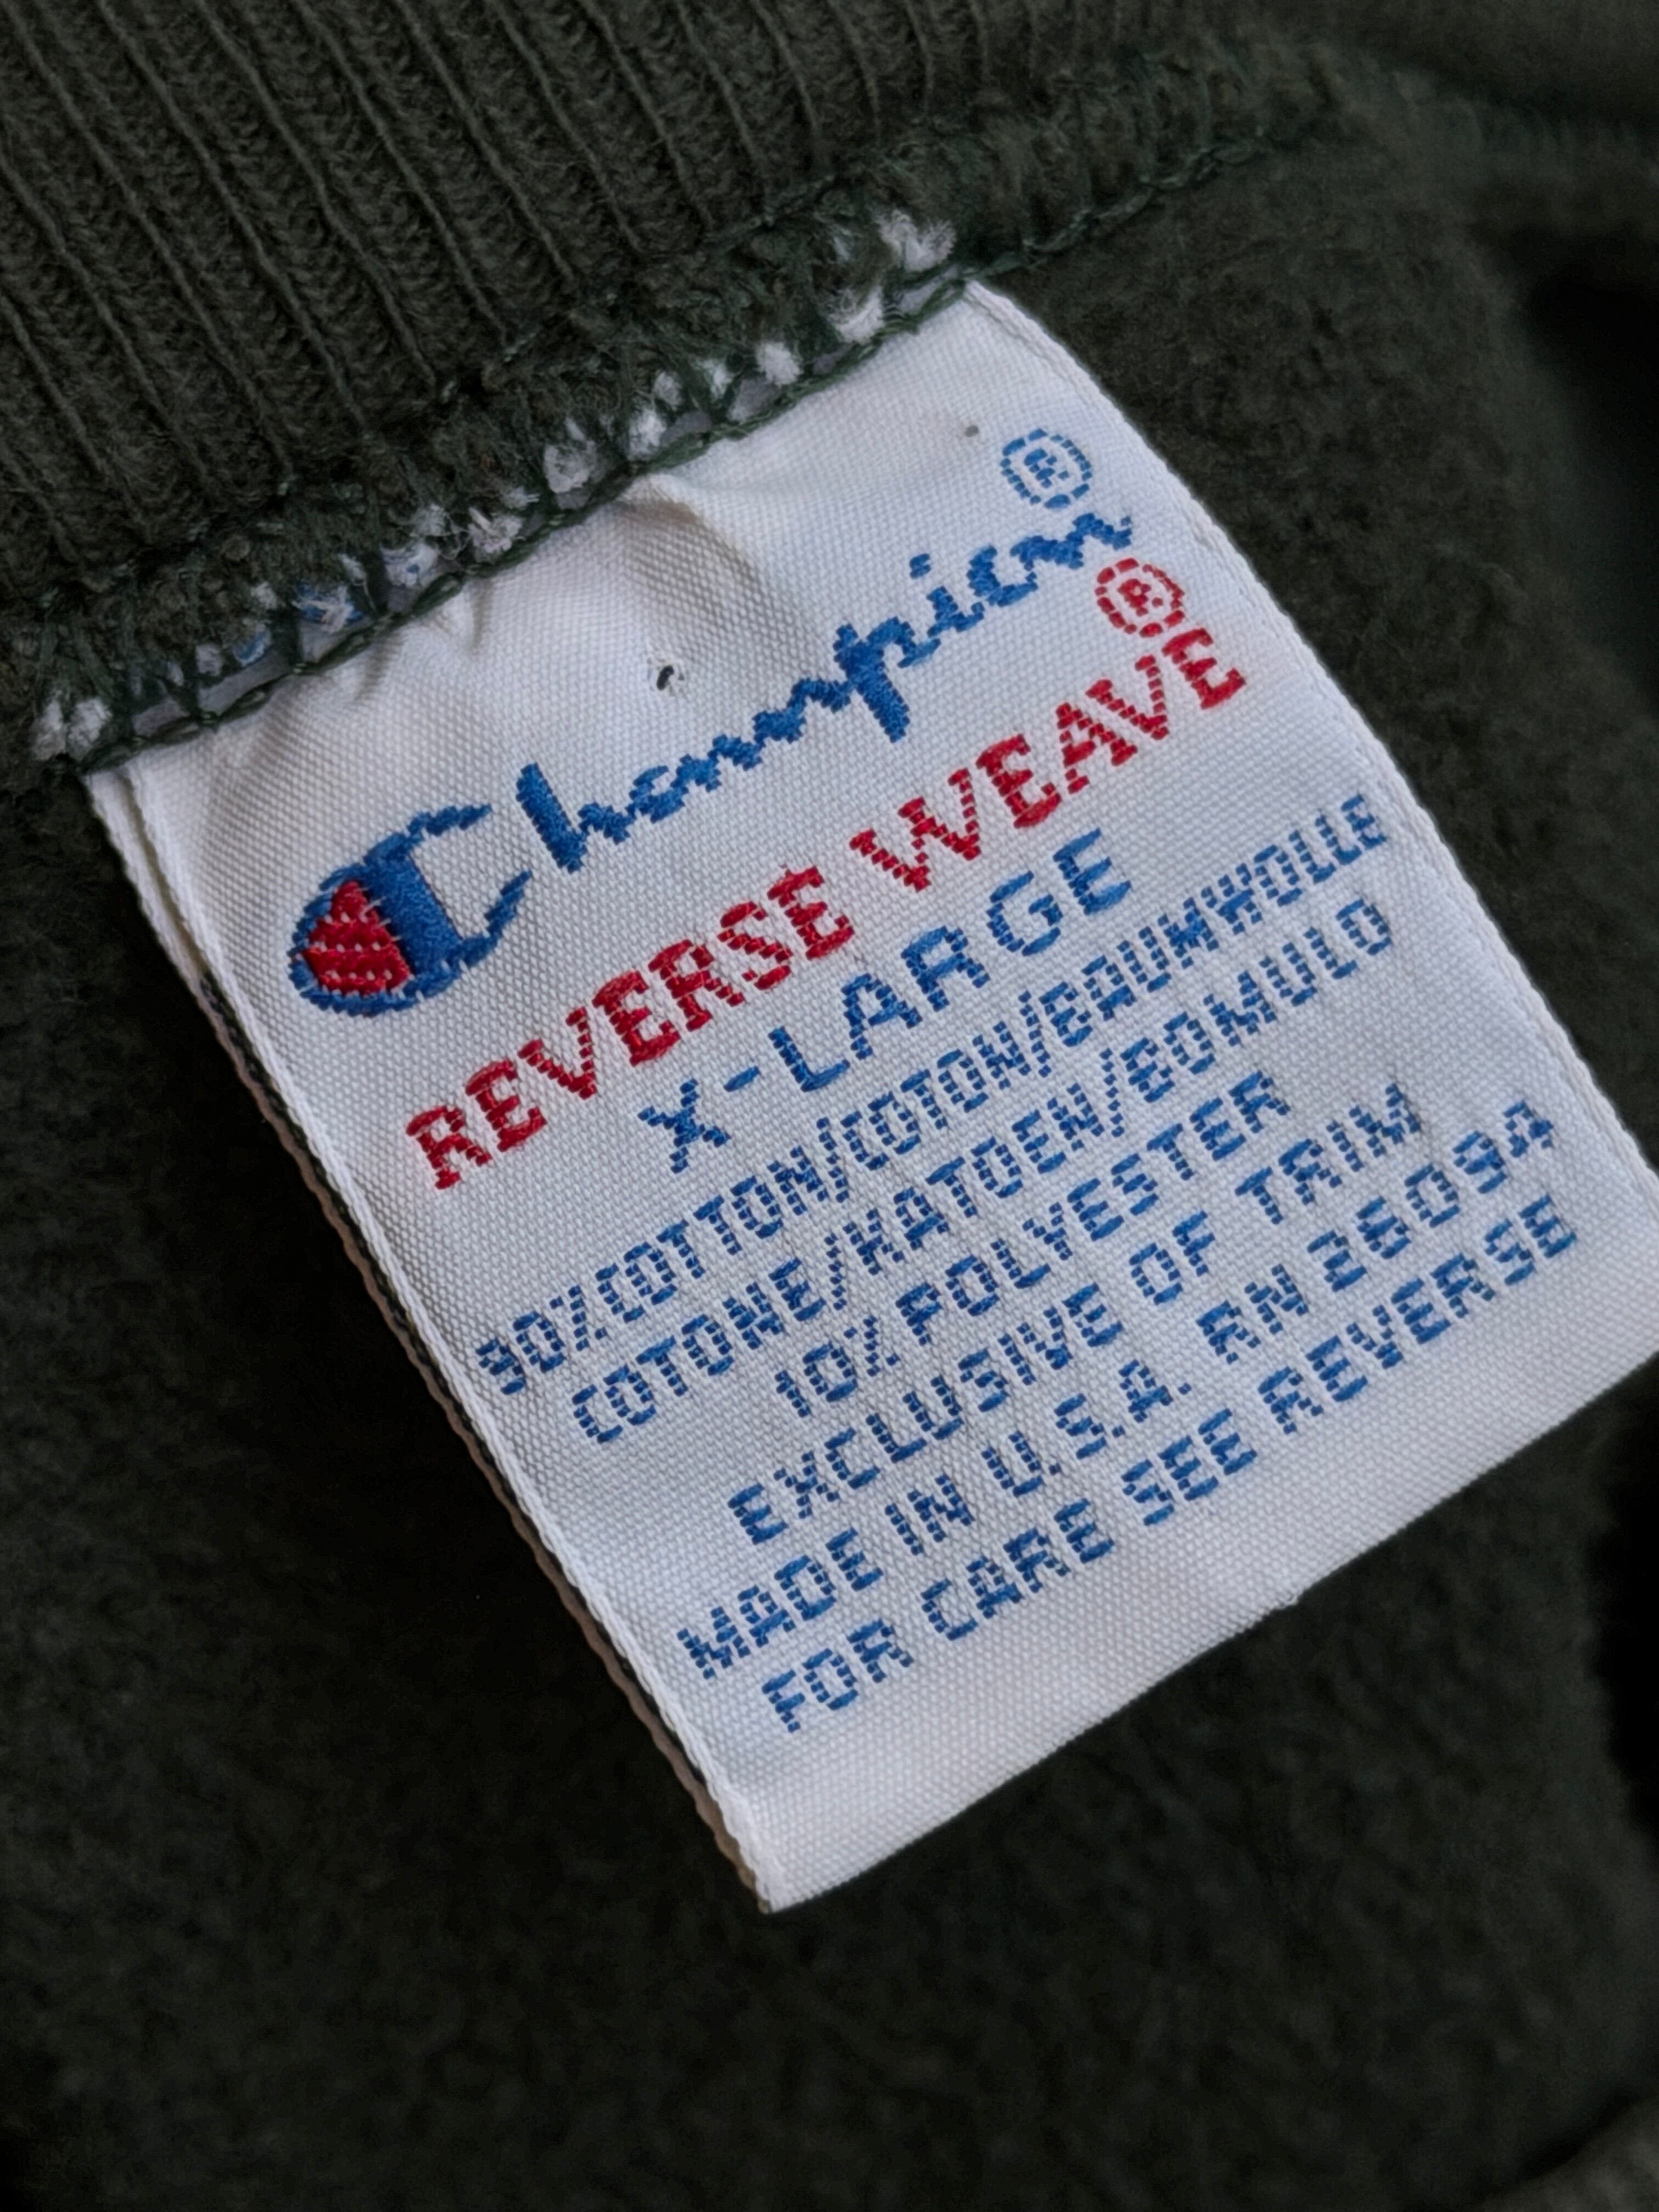 ®
Champion
®
REVERSE WEAVE
X-LARGE
90%COTTON/COTON/BAUMWOLLE
COTONE/KATOEN/BOMULD
10% POLYESTER
EXCLUSIVE OF TRIM
MADE IN U.S.A. RN 26094
FOR CARE SEE REVERSE